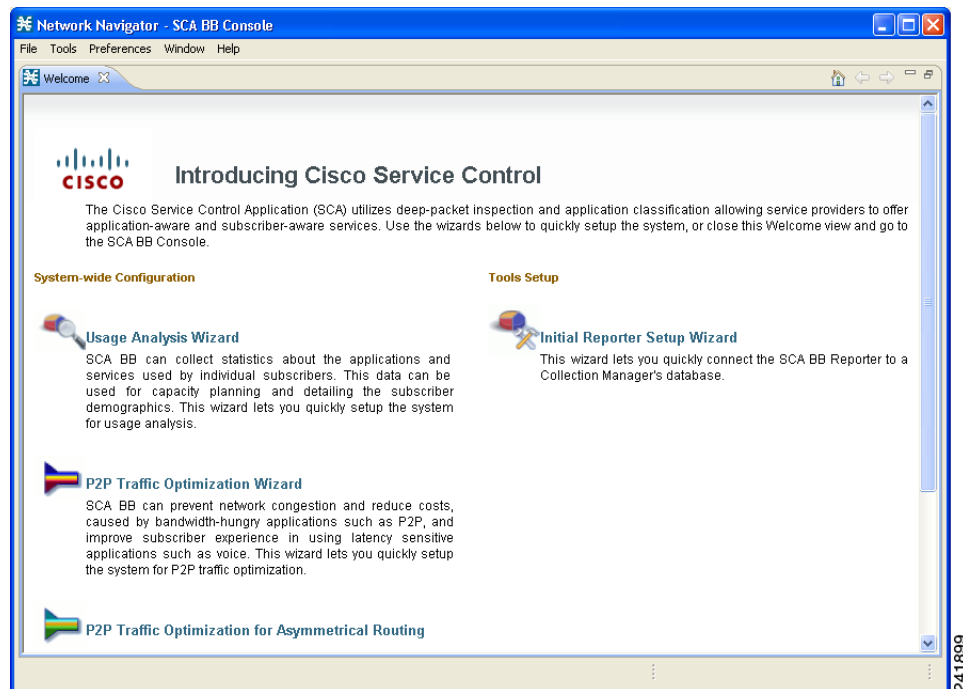 Network Navigator - SCA BB Console
File Tools Preferences Window Help
Welcome
CISCO
Introducing Cisco Service Control
The Cisco Service Control Application (SCA) utilizes deep-packet inspection and application classification allowing service providers to offer
application-aware and subscriber-aware services. Use the wizards below to quickly setup the system, or close this Welcome view and go to
the SCA BB Console.
System-wide Configuration
Usage Analysis Wizard
SCA BB can collect statistics about the applications and
services used by individual subscribers. This data can be
used for capacity planning and detailing the subscriber
demographics. This wizard lets you quickly setup the system
for usage analysis.
P2P Traffic Optimization Wizard
SCA BB can prevent network congestion and reduce costs,
caused by bandwidth-hungry applications such as P2P, and
improve subscriber experience in using latency sensitive
applications such as voice. This wizard lets you quickly setup
the system for P2P traffic optimization.
P2P Traffic Optimization for Asymmetrical Routing
Tools Setup
Initial Reporter Setup Wizard
This wizard lets you quickly connect the SCA BB Reporter to a
Collection Manager's database.
241899